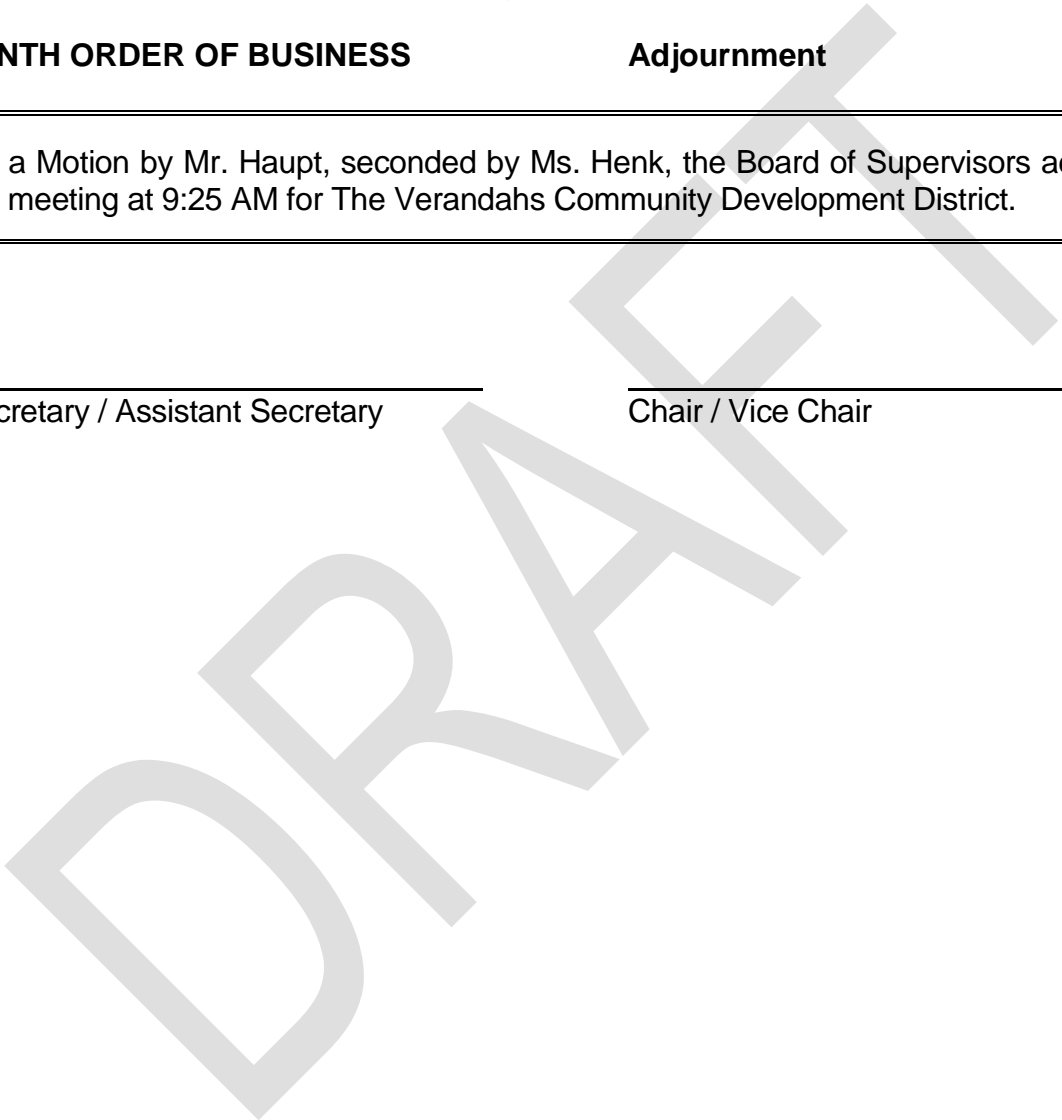 NTH ORDER OF BUSINESS Adjournment
a Motion by Mr. Haupt, seconded by Ms. Henk, the Board of Supervisors
meeting at 9:25 AM for The Verandahs Community Development District.
cretary / Assistant Secretary Chair / Vice Chair
DRAFT